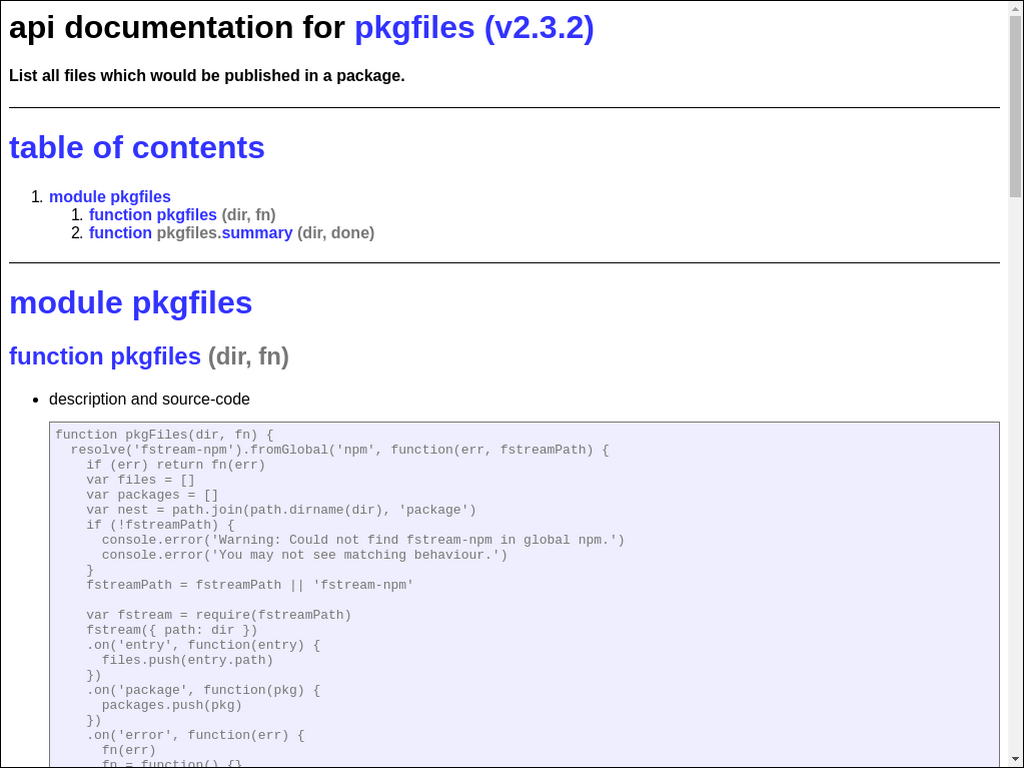 api documentation for pkgfiles (v2.3.2)
List all files which would be published in a package.
table of contents
1. module pkgfiles
1. function pkgfiles (dir, fn)
2. function pkgfiles.summary (dir, done)
module pkgfiles
function pkgfiles (dir, fn)
• description and source-code
function pkgFiles(dir, fn) {
  resolve('fstream-npm').fromGlobal('npm', function(err, fstreamPath) {
    if (err) return fn(err)
    var files = []
    var packages = []
    var nest = path.join(path.dirname(dir), 'package')
    if (!fstreamPath) {
      console.error('Warning: Could not find fstream-npm in global npm.')
      console.error('You may not see matching behaviour.')
    }
    fstreamPath = fstreamPath || 'fstream-npm'

    var fstream = require(fstreamPath)
    fstream({ path: dir })
    .on('entry', function(entry) {
      files.push(entry.path)
    })
    .on('package', function(pkg) {
      packages.push(pkg)
    })
    .on('error', function(err) {
      fn(err)
      fn = function() {}